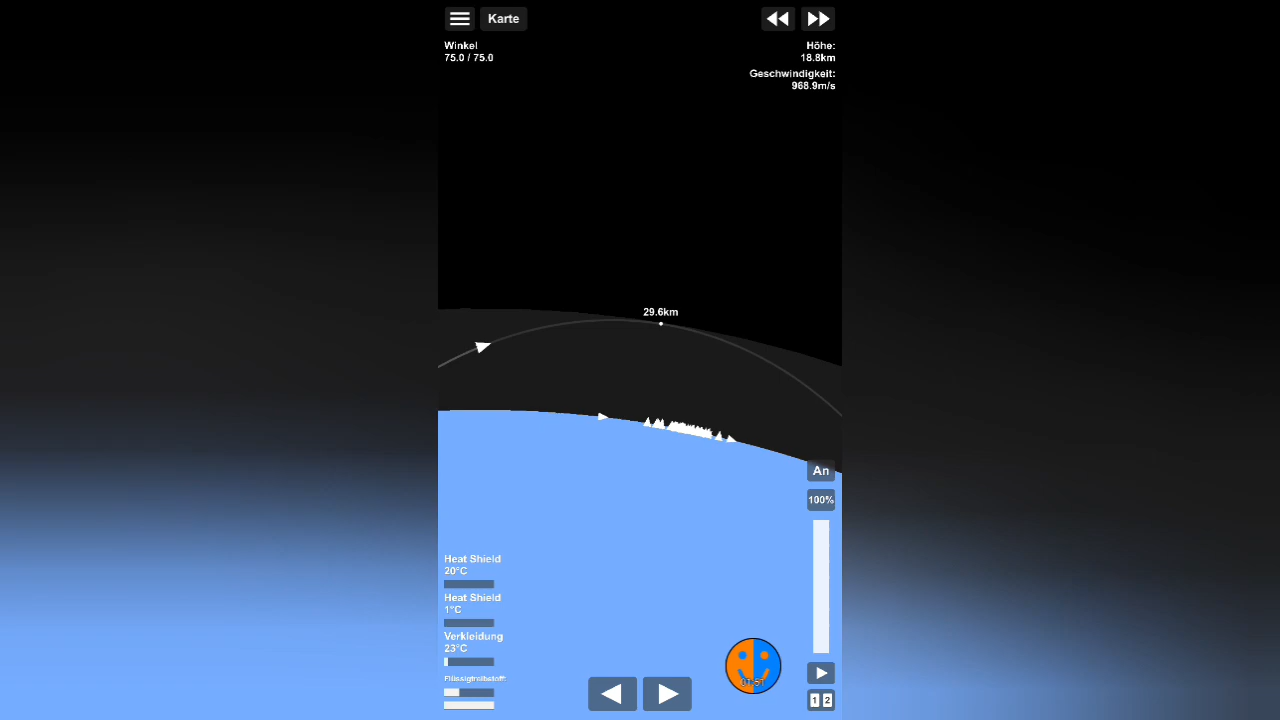 Karte
Winkel
75.0 / 75.0
Höhe:
18.8km
Geschwindigkeit:
968.9m/s
29.6km
An
100%
Heat Shield
20°C
Heat Shield
1°C
Verkleidung
23°C
Flüssigtreibstoff:
1 2